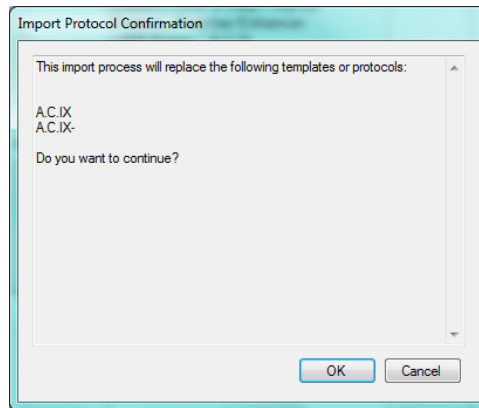 Import Protocol Confirmation
This import process will replace the following templates or protocols:
A.C.IX
A.C.IX-
Do you want to continue?
OK
Cancel